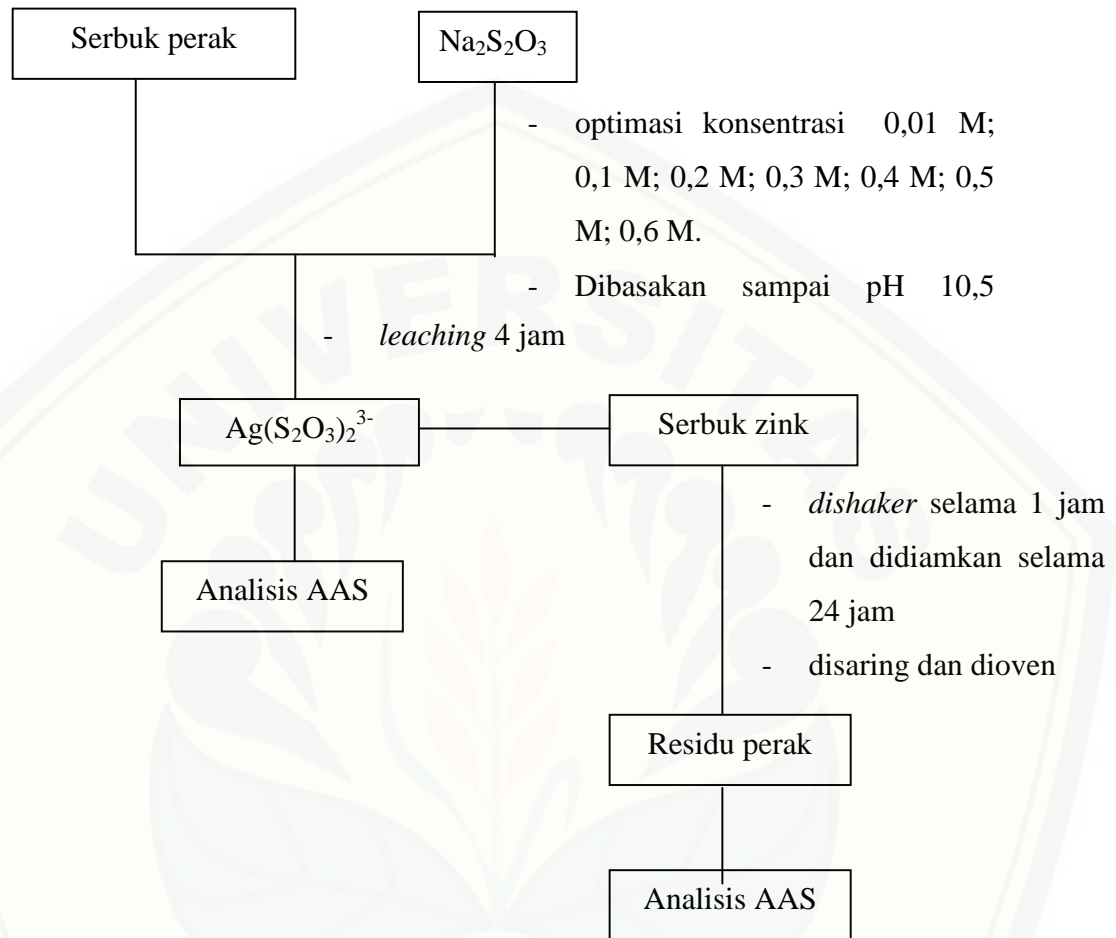 Serbuk perak
Na₂S₂O₃
- optimasi konsentrasi 0,01 M;
0,1 M; 0,2 M; 0,3 M; 0,4 M; 0,5
M; 0,6 M.
- Dibasakan sampai pH 10,5
- leaching 4 jam
Ag(S₂O₃)₂³⁻
Serbuk zink
- dishaker selama 1 jam
dan didiamkan selama
24 jam
- disaring dan dioven
Analisis AAS
Residu perak
Analisis AAS
UNIVERSITAS